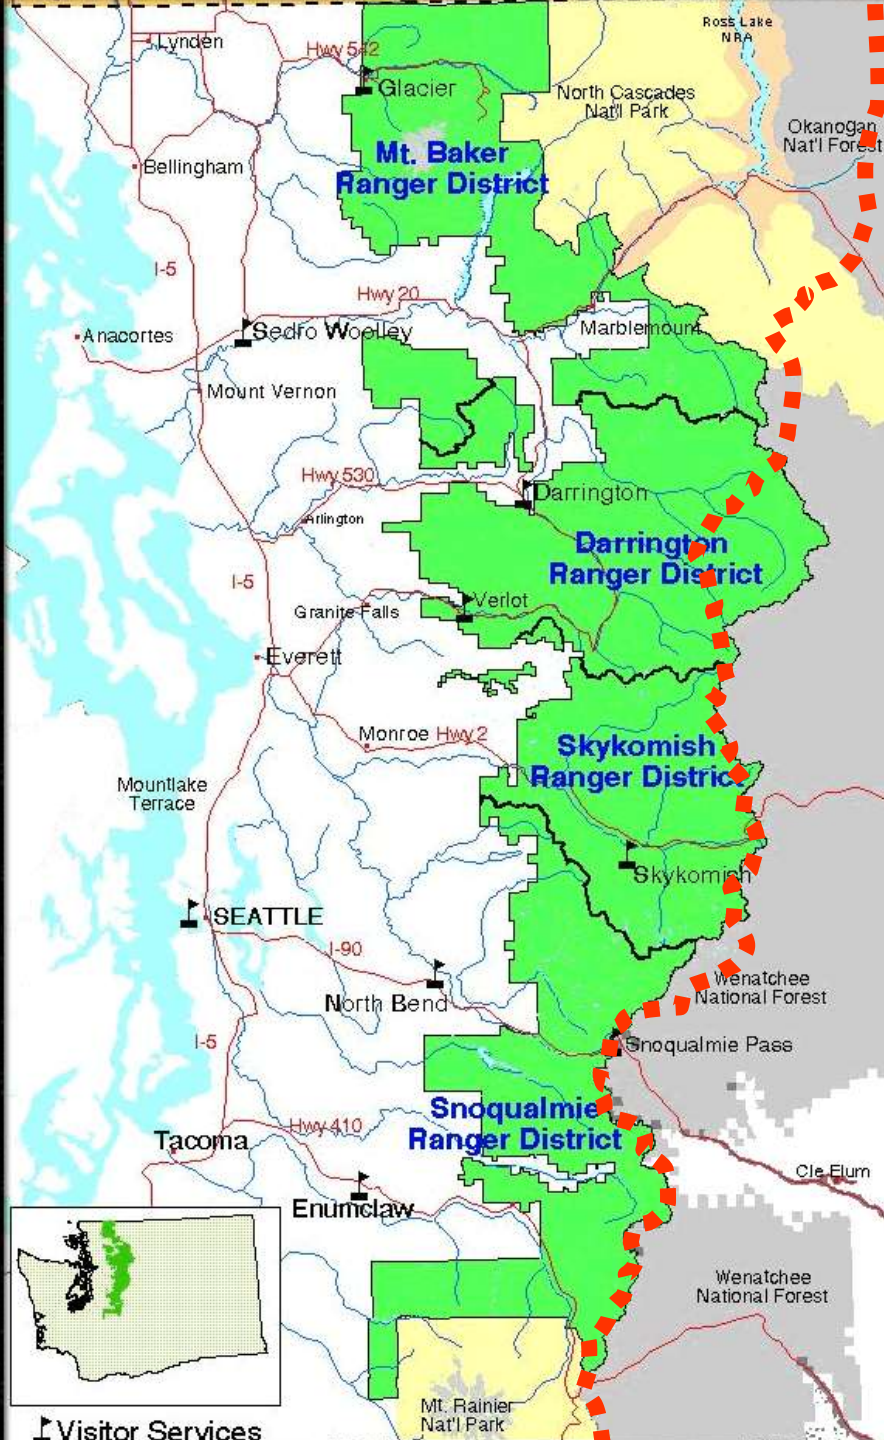 Ross Lake
NRA
Lynden
Hwy 542
Glacier
North Cascades
Nat'l Park
Okanogan
Nat'l Forest
Mt. Baker
Ranger District
Bellingham
I-5
Hwy 20
Anacortes
Sedro Woolley
Marblemount
Mount Vernon
Hwy 530
Darrington
Arlington
Darrington
Ranger District
I-5
Granite Falls
Verlot
Everett
Monroe
Hwy 2
Skykomish
Ranger District
Mountlake
Terrace
Skykomish
SEATTLE
I-90
North Bend
Wenatchee
National Forest
I-5
Snoqualmie Pass
Snoqualmie
Ranger District
Hwy 410
Tacoma
Cle Elum
Enumclaw
Wenatchee
National Forest
Mt. Rainier
Nat'l Park
Visitor Services